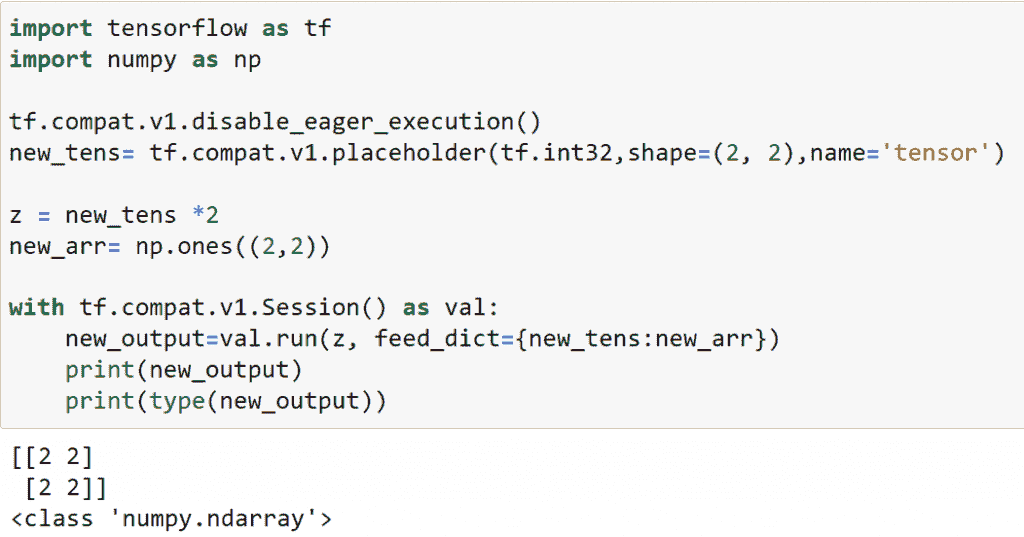 import tensorflow as tf
import numpy as np
tf.compat.v1.disable_eager_execution()
new_tens= tf.compat.v1.placeholder(tf.int32,shape=(2, 2),name='tensor')
z = new_tens *2
new_arr= np.ones((2,2))
with tf.compat.v1.Session() as val:
    new_output=val.run(z, feed_dict={new_tens:new_arr})
    print(new_output)
    print(type(new_output))
[[2 2]
 [2 2]]
<class 'numpy.ndarray'>